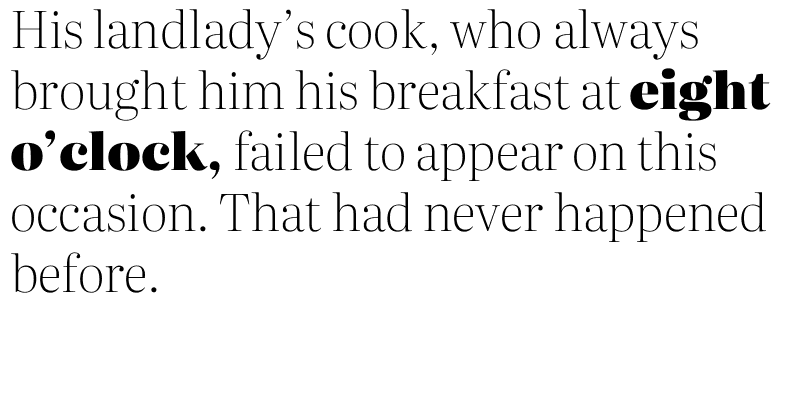 His landlady’s cook, who always
brought him his breakfast at eight
o’clock, failed to appear on this
occasion. That had never happened
before.